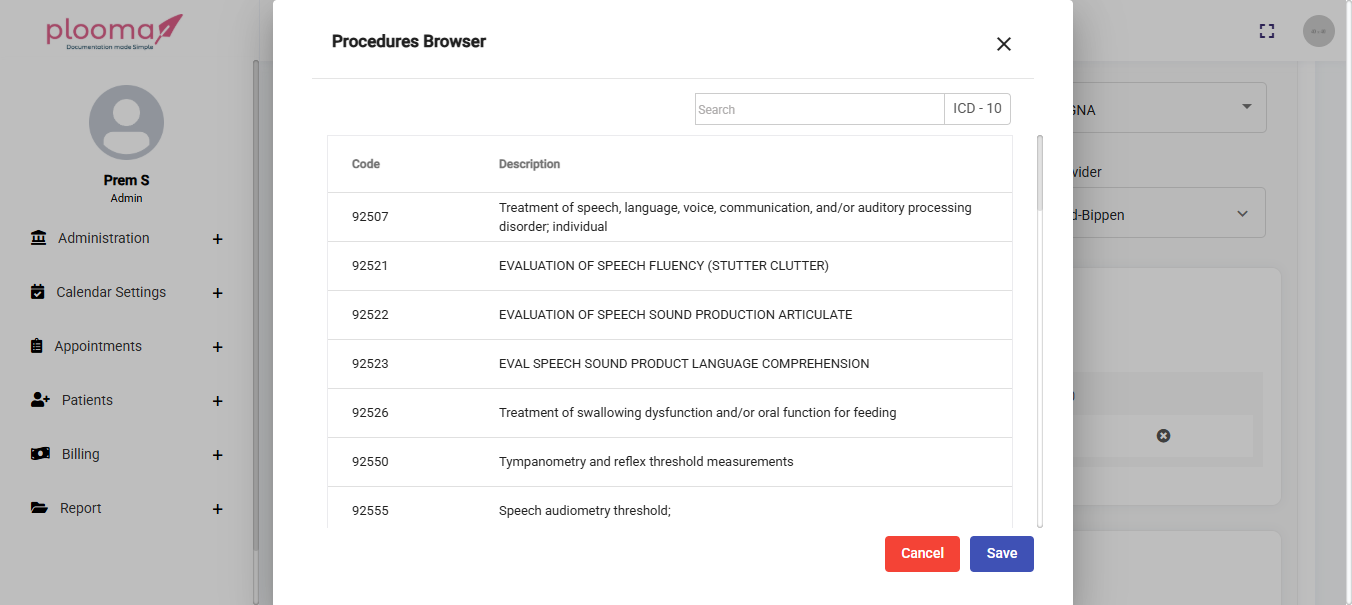 plooma
Documentation made Simple
Prem S
Admin
Administration +
Calendar Settings +
Appointments +
Patients +
Billing +
Report +
Procedures Browser
Search ICD - 10
Code Description
92507 Treatment of speech, language, voice, communication, and/or auditory processing
disorder; individual
92521 EVALUATION OF SPEECH FLUENCY (STUTTER CLUTTER)
92522 EVALUATION OF SPEECH SOUND PRODUCTION ARTICULATE
92523 EVAL SPEECH SOUND PRODUCT LANGUAGE COMPREHENSION
92526 Treatment of swallowing dysfunction and/or oral function for feeding
92550 Tympanometry and reflex threshold measurements
92555 Speech audiometry threshold;
Cancel Save
GNA
vider
d-Bippen